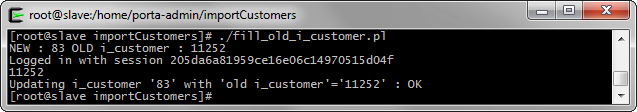 root@slave:/home/porta-admin/importCustomers
[root@slave importCustomers]# ./fill_old_i_customer.pl
NEW : 83 OLD i_customer : 11252
Logged in with session 205da6a81959ce16e06c14970515d04f
11252
Updating i_customer '83' with 'old i_customer'='11252' : OK
[root@slave importCustomers]#